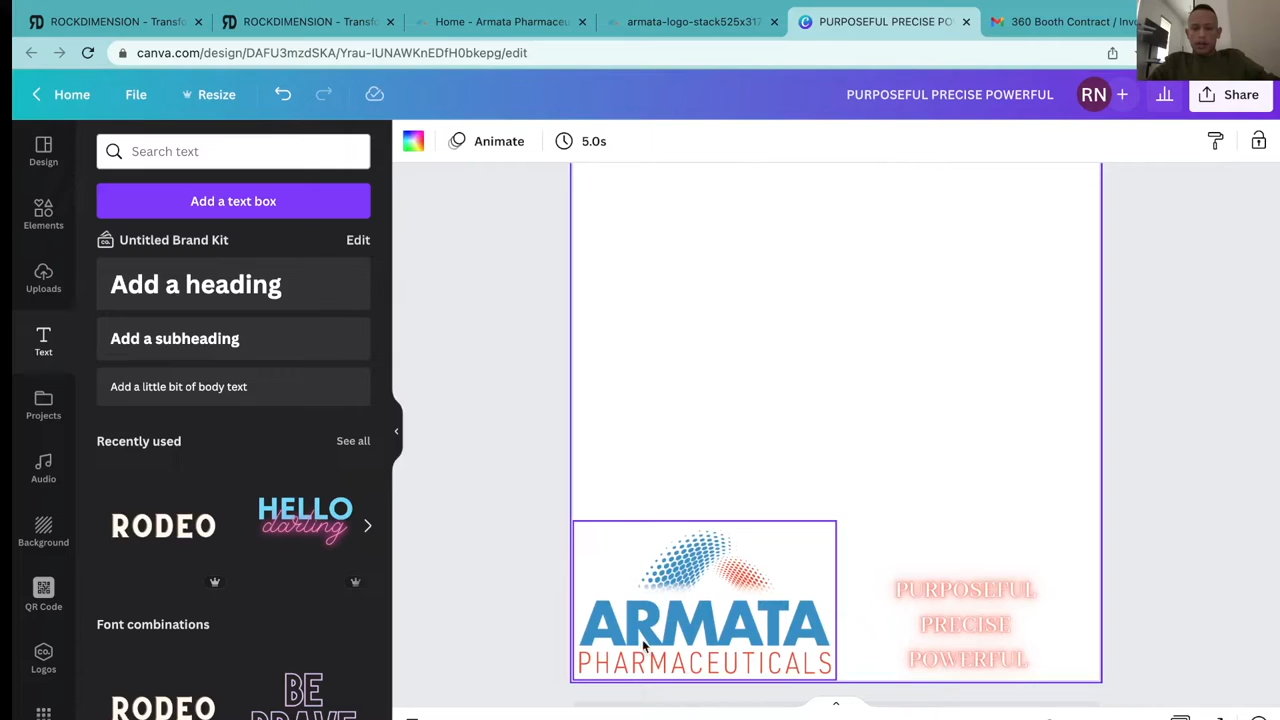 ROCKDIMENSION - Transfo
ROCKDIMENSION - Transfo
Home - Armata Pharmaceu
armata-logo-stack525x317
PURPOSEFUL PRECISE PO
360 Booth Contract / Invo
canva.com/design/DAFU3mzdSKA/Yrau-IUNAWKnEDfH0bkepg/edit
Home
File
Resize
PURPOSEFUL PRECISE POWERFUL
RN
Share
Design
Search text
Animate
5.0s
Add a text box
Elements
Untitled Brand Kit
Edit
Uploads
Add a heading
Text
Add a subheading
Add a little bit of body text
Projects
Recently used
See all
Audio
RODEO
HELLO
darling
Background
QR Code
Font combinations
Logos
RODEO
BE
BRAVE
ARMATA
PHARMACEUTICALS
PURPOSEFUL
PRECISE
POWERFUL